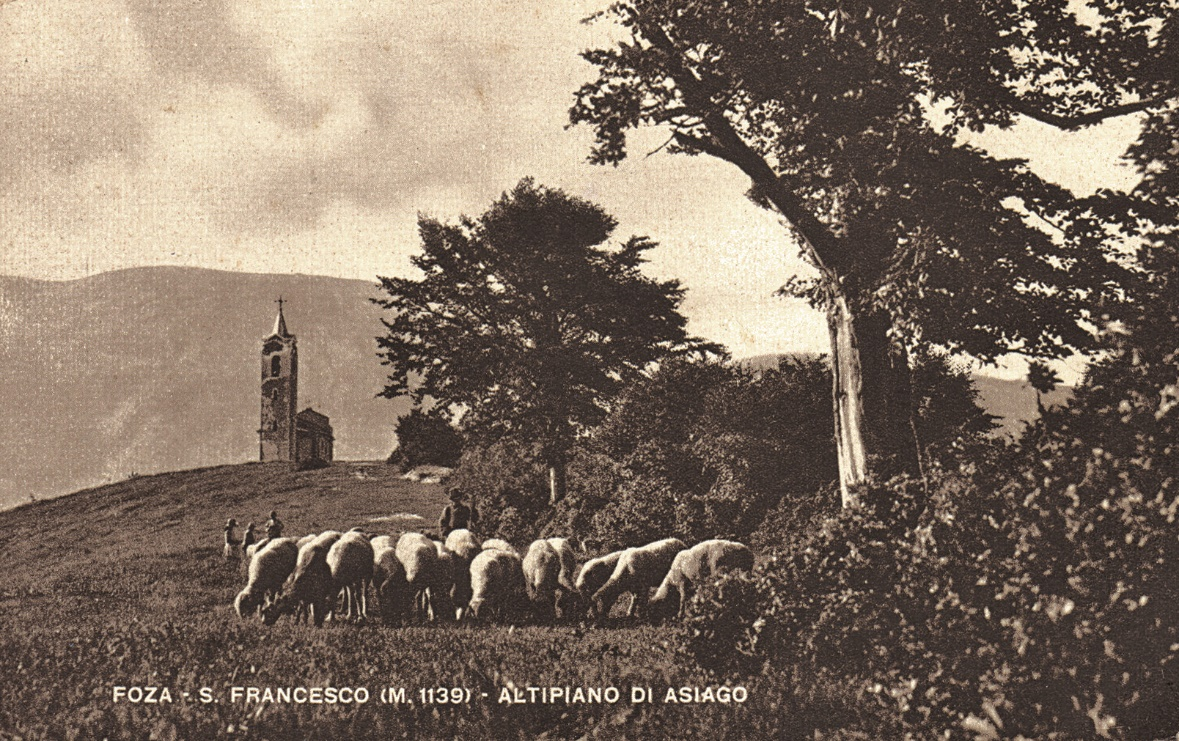 FOZA - S. FRANCESCO (M. 1139) - ALTIPIANO DI ASIAGO